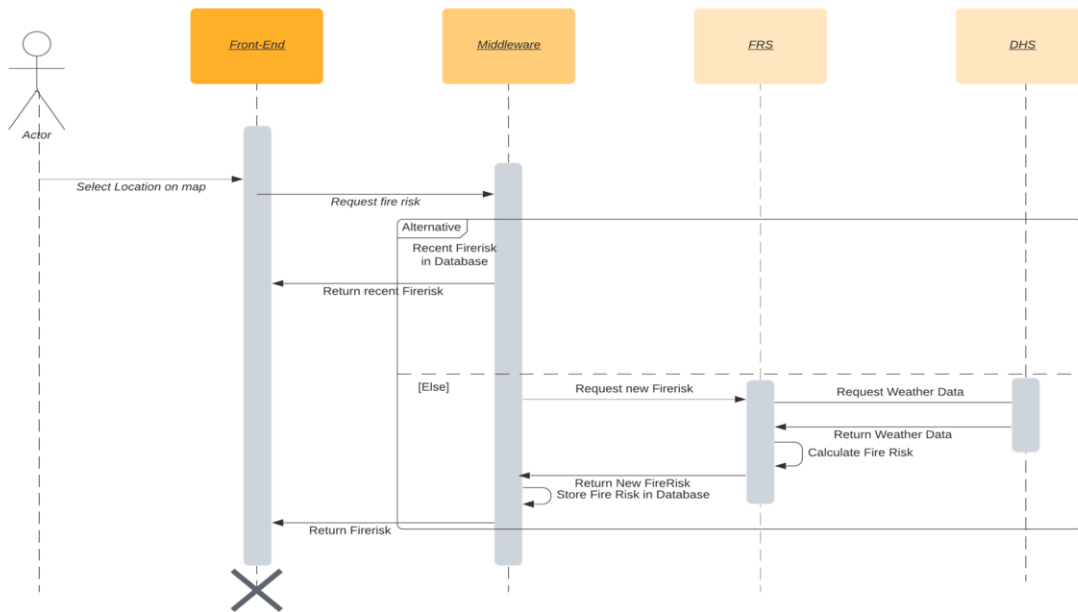 Front-End
Middleware
FRS
DHS
Actor
Select Location on map
Request fire risk
Alternative
Recent Firerisk
in Database
Return recent Firerisk
[Else]
Request new Firerisk
Request Weather Data
Return Weather Data
Calculate Fire Risk
Return New FireRisk
Store Fire Risk in Database
Return Firerisk